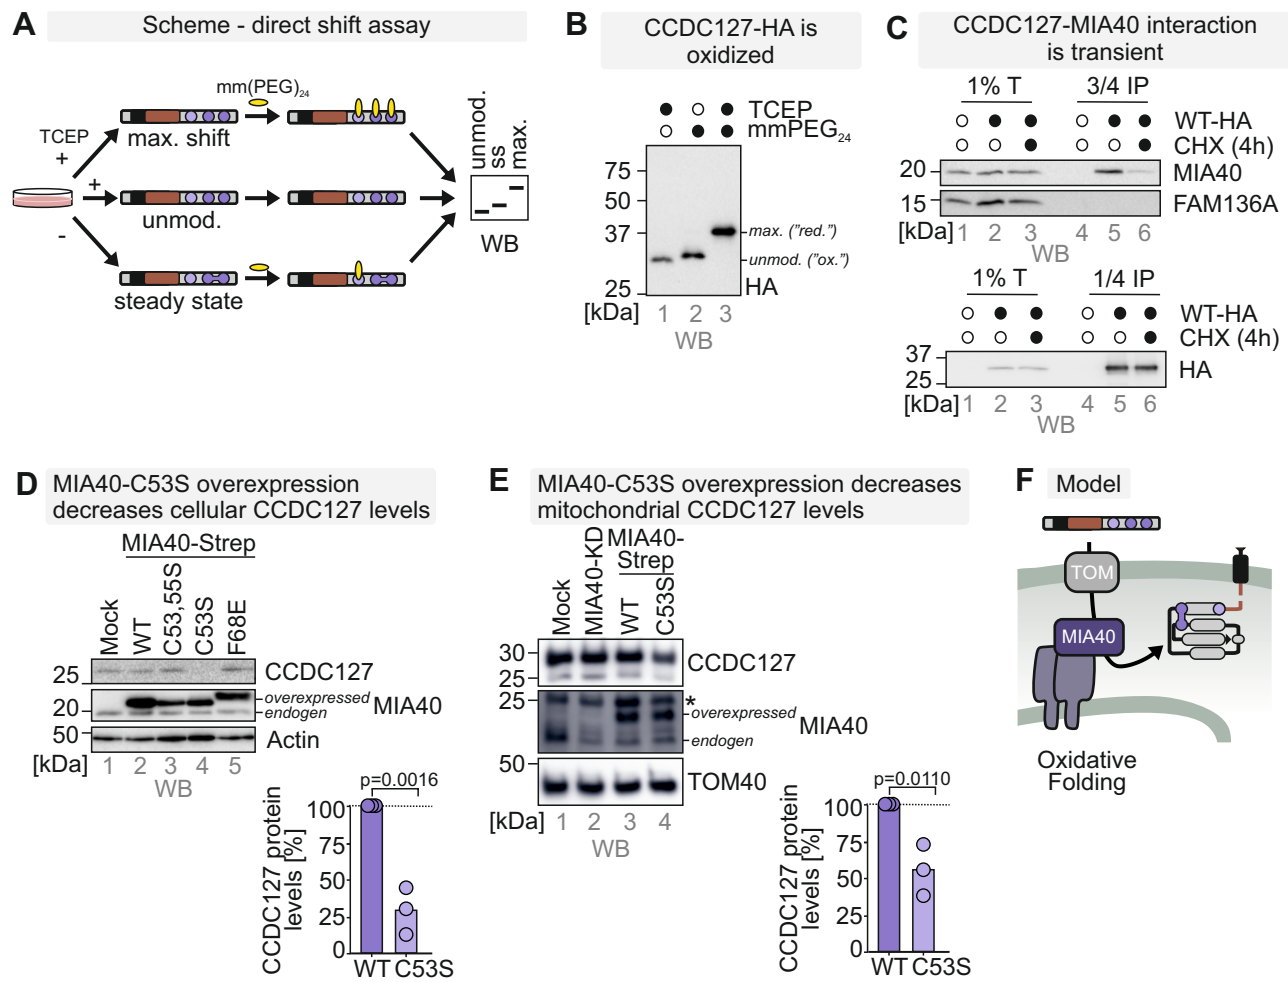 A
Scheme - direct shift assay
TCEP
+
mm(PEG)24
max. shift
+
unmod.
-
steady state
unmod.
ss
max.
WB
B
CCDC127-HA is
oxidized
TCEP
mmPEG24
75
50
37
25
[kDa]
max. ("red.")
unmod. ("ox.")
HA
1 2 3
WB
C
CCDC127-MIA40 interaction
is transient
1% T 3/4 IP
WT-HA
CHX (4h)
20
MIA40
15
FAM136A
[kDa] 1 2 3 4 5 6
WB
1% T 1/4 IP
WT-HA
CHX (4h)
37
25
HA
[kDa] 1 2 3 4 5 6
WB
D
MIA40-C53S overexpression
decreases cellular CCDC127 levels
MIA40-Strep
Mock
WT
C53,55S
C53S
F68E
25
CCDC127
20
overexpressed
endogen
MIA40
50
Actin
[kDa] 1 2 3 4 5
WB
p=0.0016
CCDC127 protein
levels [%]
100
75
50
25
0
WT C53S
E
MIA40-C53S overexpression decreases
mitochondrial CCDC127 levels
Mock
MIA40-KD
MIA40-
Strep
WT
C53S
30
25
CCDC127
25
*
overexpressed
endogen
MIA40
50
TOM40
[kDa] 1 2 3 4
WB
p=0.0110
CCDC127 protein
levels [%]
100
75
50
25
0
WT C53S
F
Model
TOM
MIA40
Oxidative
Folding